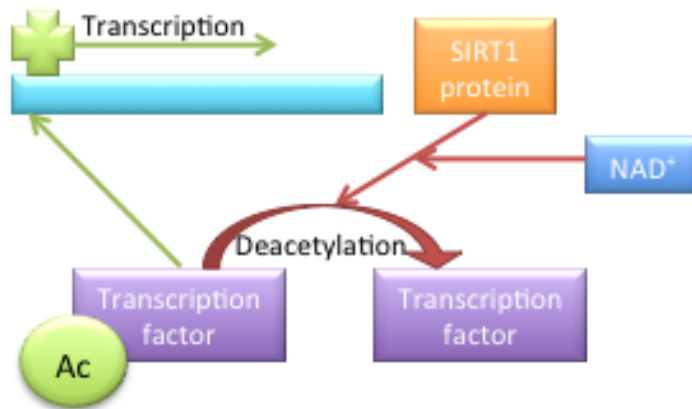 Transcription
SIRT1
protein
NAD⁺
Deacetylation
Transcription
factor
Transcription
factor
Ac